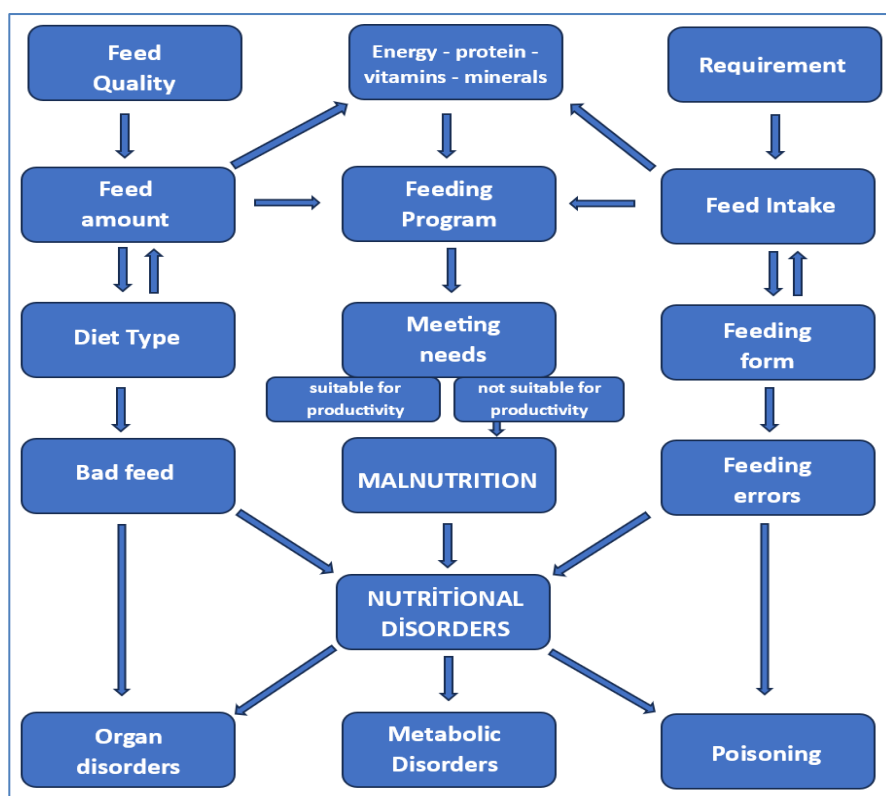 Feed
Quality
Energy - protein -
vitamins - minerals
Requirement
Feed
amount
Feeding
Program
Feed Intake
Diet Type
Meeting
needs
Feeding
form
suitable for
productivity
not suitable for
productivity
Bad feed
MALNUTRITION
Feeding
errors
NUTRİTİONAL
DİSORDERS
Organ
disorders
Metabolic
Disorders
Poisoning